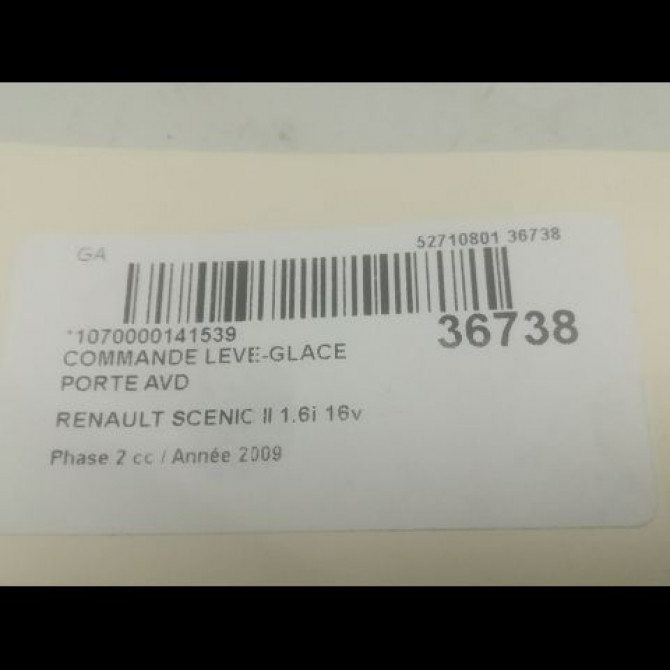 GA
52710801 36738
*1070000141539
36738
COMMANDE LEVE-GLACE
PORTE AVD
RENAULT SCENIC II 1.6i 16v
Phase 2 cc / Année 2009